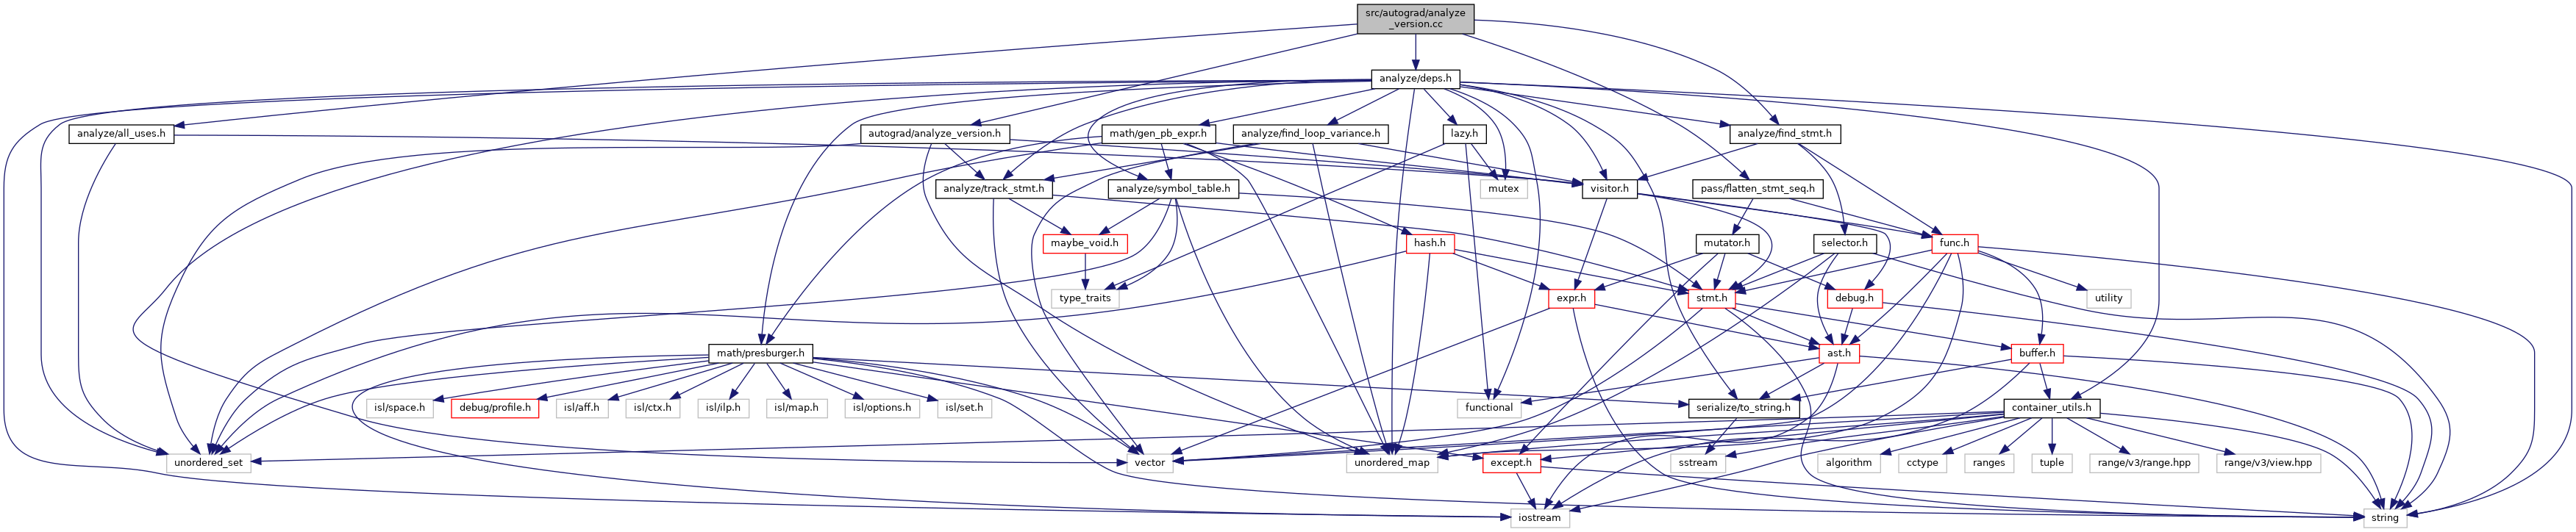 src/autograd/analyze
_version.cc
analyze/deps.h
analyze/all_uses.h
autograd/analyze_version.h
math/gen_pb_expr.h
analyze/find_loop_variance.h
lazy.h
analyze/find_stmt.h
analyze/track_stmt.h
analyze/symbol_table.h
mutex
visitor.h
pass/flatten_stmt_seq.h
maybe_void.h
hash.h
mutator.h
selector.h
func.h
type_traits
expr.h
stmt.h
debug.h
utility
math/presburger.h
ast.h
buffer.h
isl/space.h
debug/profile.h
isl/aff.h
isl/ctx.h
isl/ilp.h
isl/map.h
isl/options.h
isl/set.h
functional
serialize/to_string.h
container_utils.h
unordered_set
vector
unordered_map
except.h
sstream
algorithm
cctype
ranges
tuple
range/v3/range.hpp
range/v3/view.hpp
iostream
string